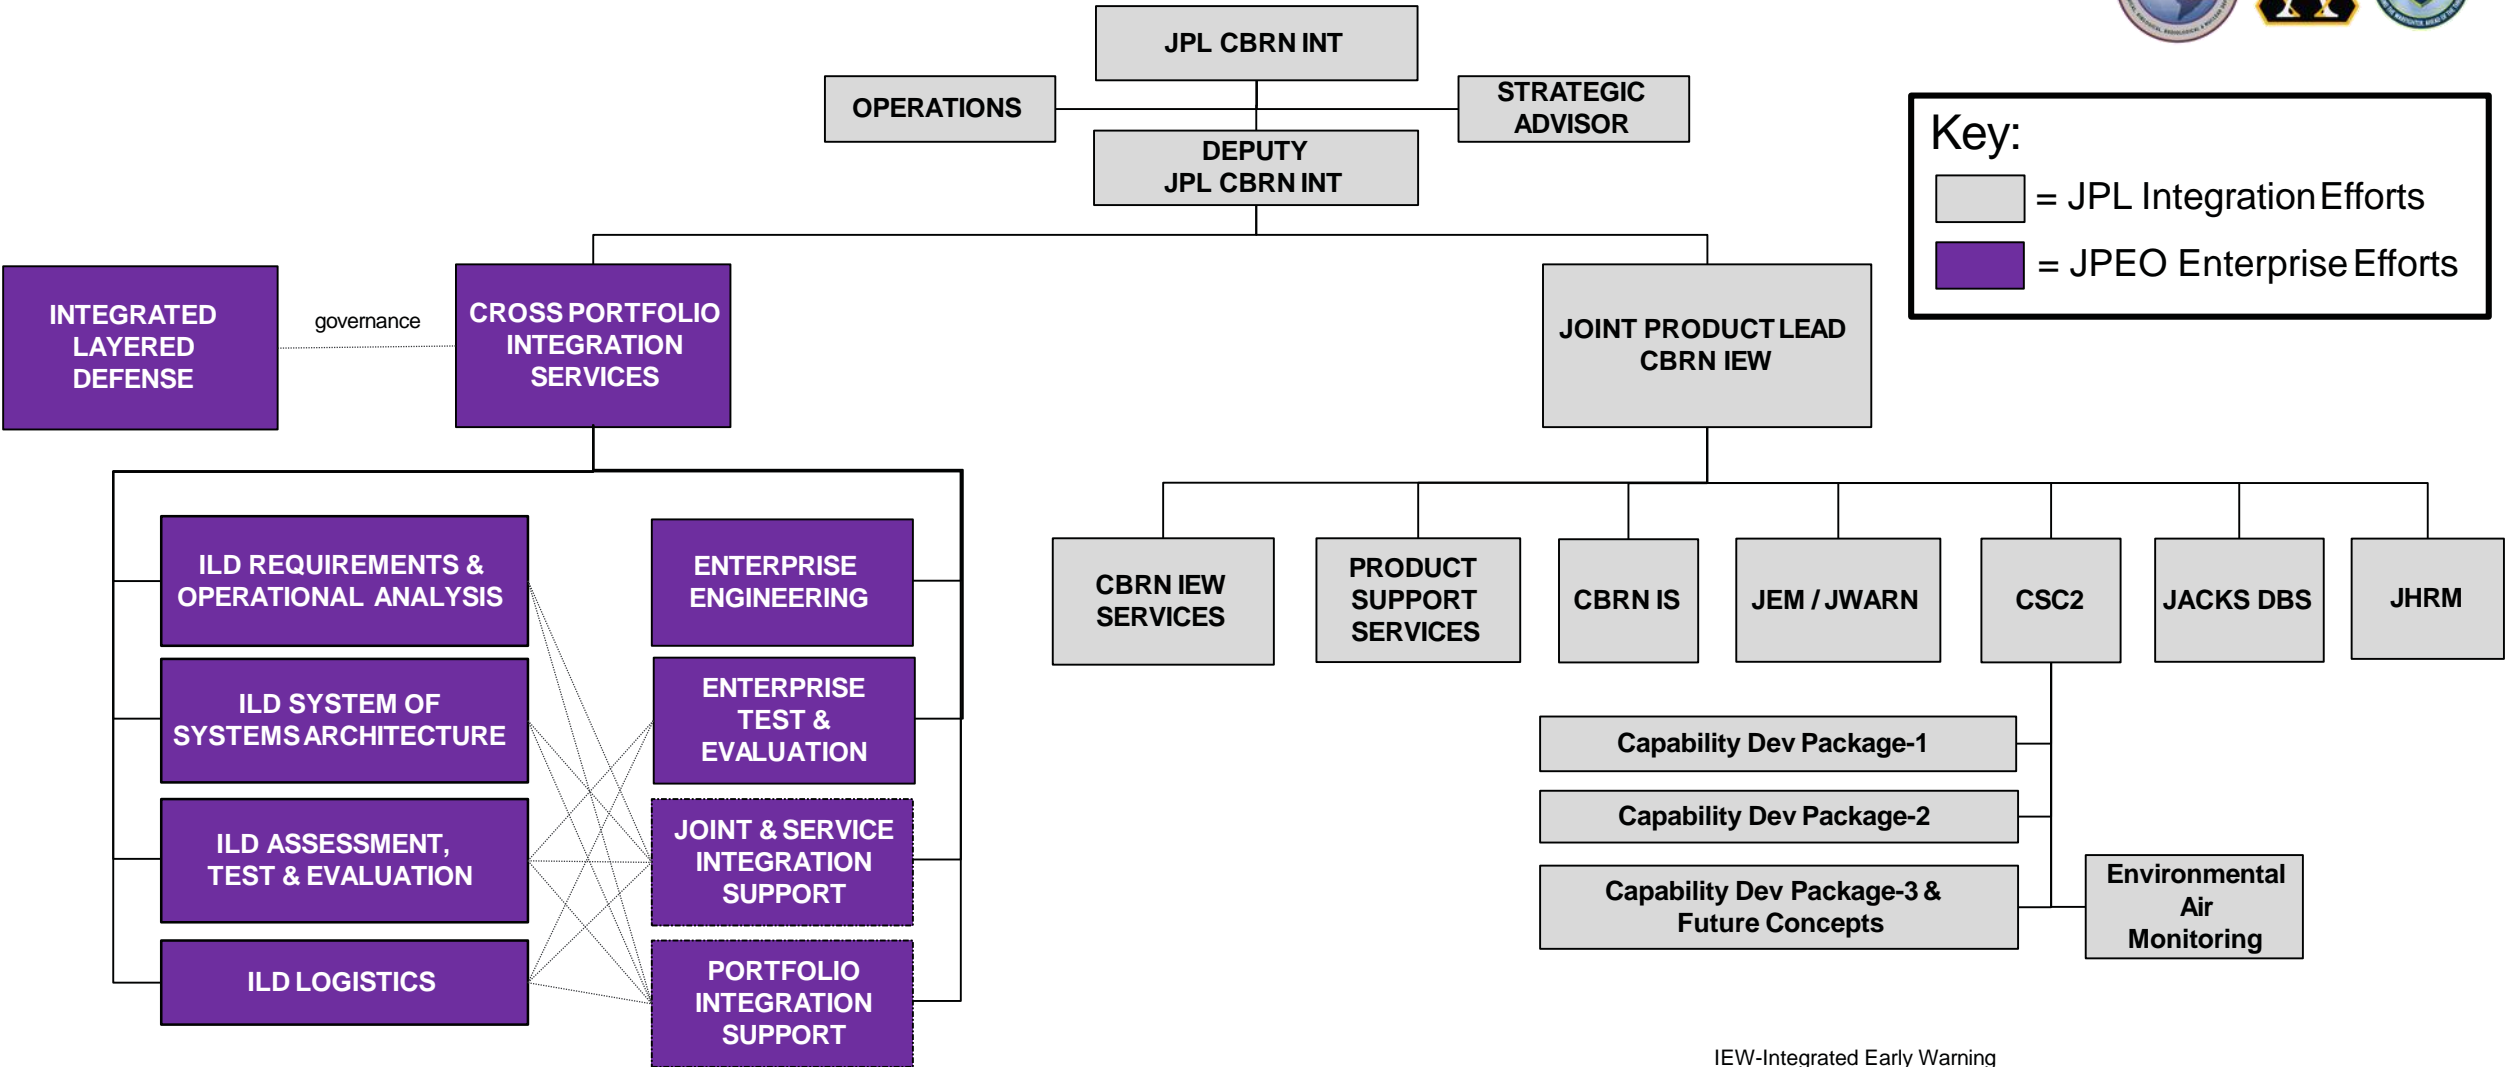 JPL CBRN INT
OPERATIONS
STRATEGIC
ADVISOR
DEPUTY
JPL CBRN INT
Key:
= JPL Integration Efforts
= JPEO Enterprise Efforts
INTEGRATED
LAYERED
DEFENSE
governance
CROSS PORTFOLIO
INTEGRATION
SERVICES
JOINT PRODUCT LEAD
CBRN IEW
ILD REQUIREMENTS &
OPERATIONAL ANALYSIS
ENTERPRISE
ENGINEERING
ILD SYSTEM OF
SYSTEMS ARCHITECTURE
ENTERPRISE
TEST &
EVALUATION
ILD ASSESSMENT,
TEST & EVALUATION
JOINT & SERVICE
INTEGRATION
SUPPORT
ILD LOGISTICS
PORTFOLIO
INTEGRATION
SUPPORT
CBRN IEW
SERVICES
PRODUCT
SUPPORT
SERVICES
CBRN IS
JEM / JWARN
CSC2
JACKS DBS
JHRM
Capability Dev Package-1
Capability Dev Package-2
Capability Dev Package-3 &
Future Concepts
Environmental
Air
Monitoring
IEW-Integrated Early Warning